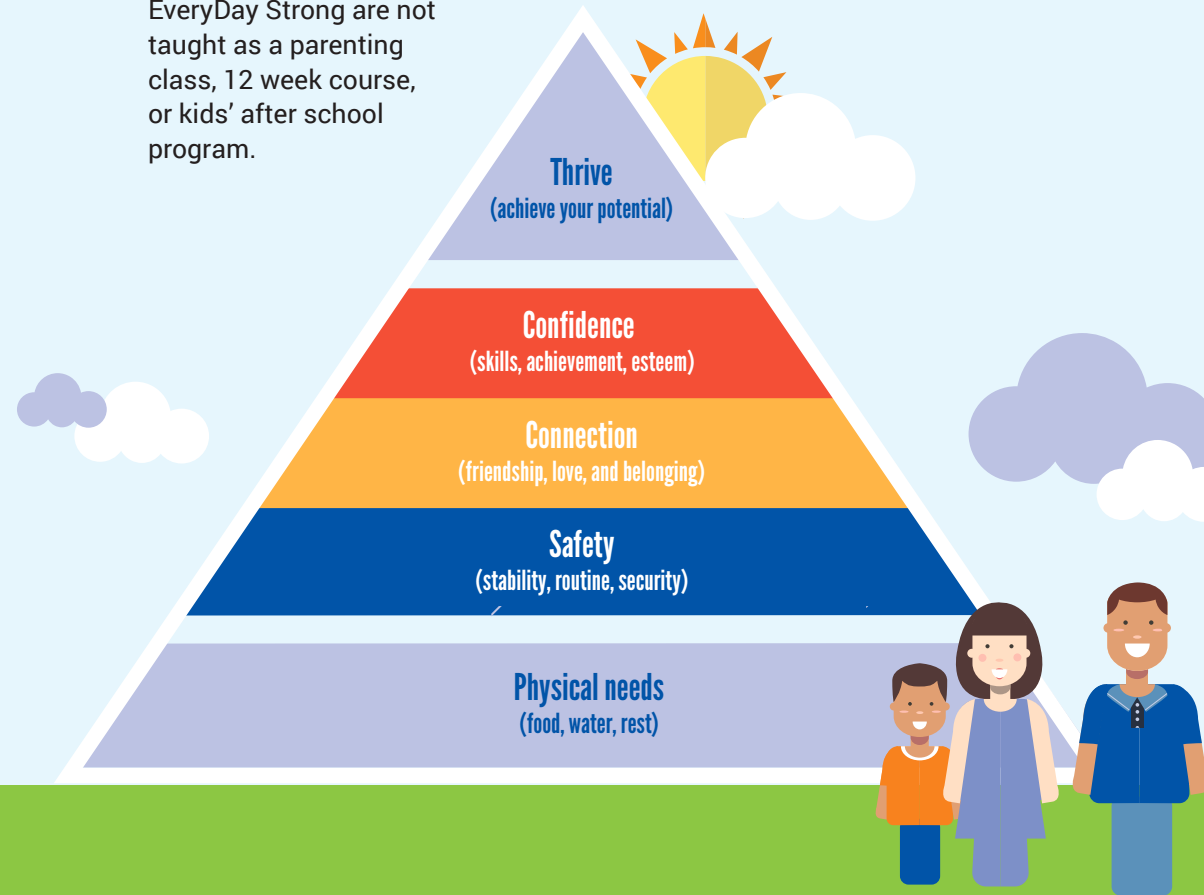 EveryDay Strong are not
taught as a parenting
class, 12 week course,
or kids’ after school
program.
Thrive
(achieve your potential)
Confidence
(skills, achievement, esteem)
Connection
(friendship, love, and belonging)
Safety
(stability, routine, security)
Physical needs
(food, water, rest)